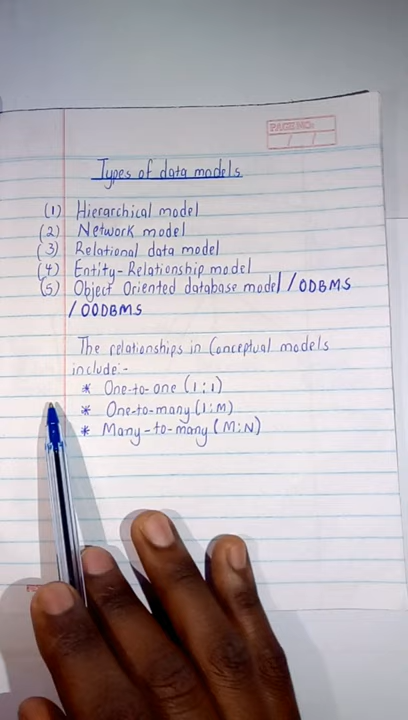 PAGE NO.
Types of data models
(1) Hierarchical model
(2) Network model
(3) Relational data model
(4) Entity-Relationship model
(5) Object Oriented database model / ODBMS
/ OODBMS
The relationships in Conceptual models
include:-
* One-to-one (1:1)
* One-to-many (1:M)
* Many-to-many (M:N)